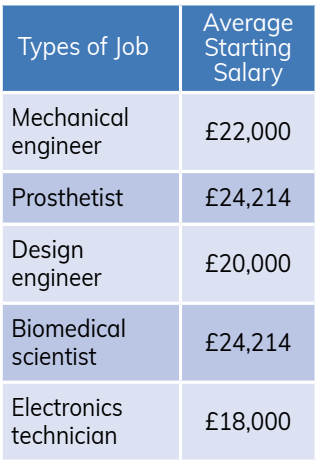 Types of Job
Average
Starting
Salary
Mechanical
engineer
£22,000
Prosthetist
£24,214
Design
engineer
£20,000
Biomedical
scientist
£24,214
Electronics
technician
£18,000